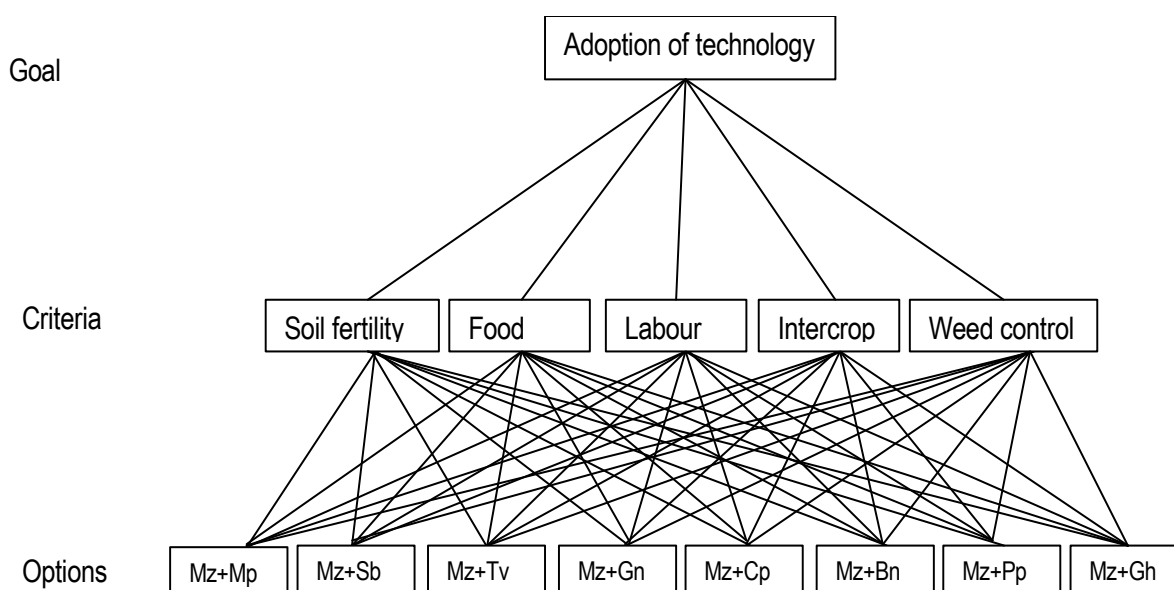 Adoption of technology
Goal
Criteria
Soil fertility
Food
Labour
Intercrop
Weed control
Options
Mz+Mp
Mz+Sb
Mz+Tv
Mz+Gn
Mz+Cp
Mz+Bn
Mz+Pp
Mz+Gh